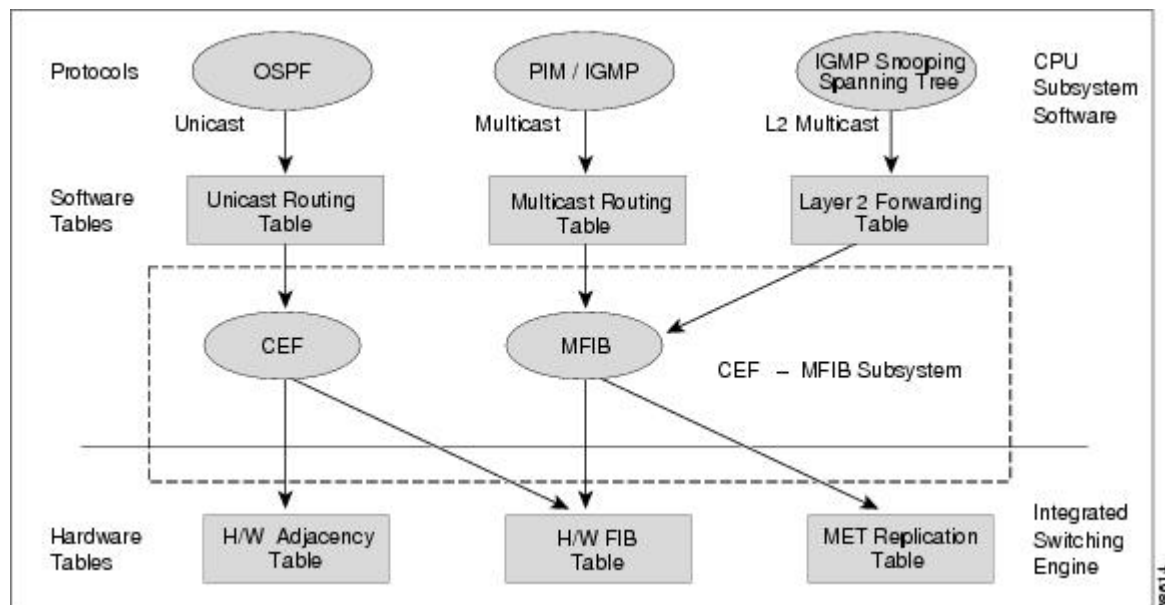 Protocols
OSPF
PIM / IGMP
IGMP Snooping
Spanning Tree
CPU
Subsystem
Software
Unicast
Multicast
L2 Multicast
Software
Tables
Unicast Routing
Table
Multicast Routing
Table
Layer 2 Forwarding
Table
CEF
MFIB
CEF – MFIB Subsystem
Hardware
Tables
H/W Adjacency
Table
H/W FIB
Table
MET Replication
Table
Integrated
Switching
Engine